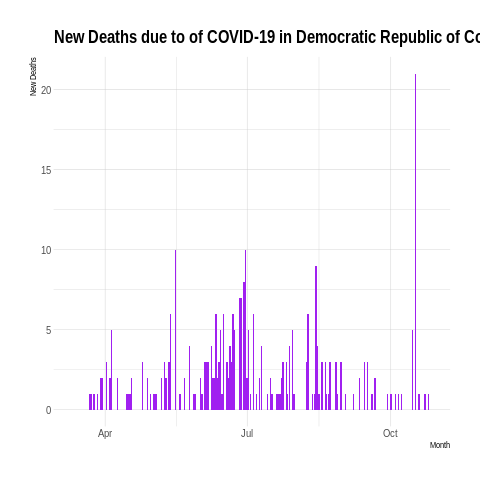 New Deaths due to of COVID-19 in Democratic Republic of Co
New Deaths
20
15
10
5
0
Apr
Jul
Oct
Month